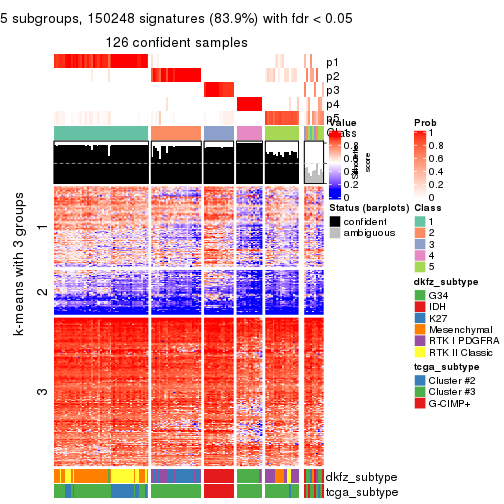 5 subgroups, 150248 signatures (83.9%) with fdr < 0.05
126 confident samples
p1
p2
p3
p4
p5
Class
Value
1
0.8
0.6
0.4
0.2
0
Silhouette
score
Prob
1
0.8
0.6
0.4
0.2
0
Status (barplots)
confident
ambiguous
Class
1
2
3
4
5
dkfz_subtype
G34
IDH
K27
Mesenchymal
RTK I PDGFRA
RTK II Classic
tcga_subtype
Cluster #2
Cluster #3
G-CIMP+
k-means with 3 groups
1
2
3
dkfz_subtype
tcga_subtype